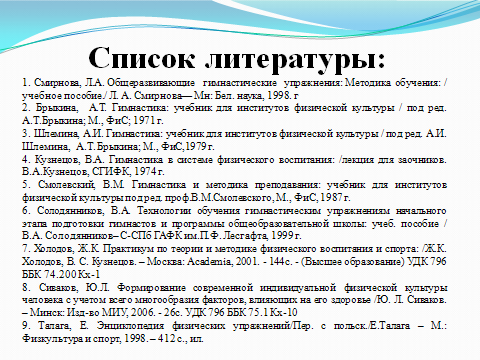 Список литературы:
1. Смирнова, Л.А. Общеразвивающие гимнастические упражнения: Методика обучения: /
учебное пособие./ Л. А. Смирнова— Мн: Бел. наука, 1998. г
2. Брыкина, А.Т. Гимнастика: учебник для институтов физической культуры / под ред.
А.Т.Брыкина; М., ФиС; 1971 г.
3. Шлемина, А.И. Гимнастика: учебник для институтов физической культуры / под ред. А.И.
Шлемина, А.Т.Брыкина; М., ФиС,1979 г.
4. Кузнецов, В.А. Гимнастика в системе физического воспитания: /лекция для заочников.
В.А.Кузнецов, СГИФК, 1974 г.
5. Смолевский, В.М. Гимнастика и методика преподавания: учебник для институтов
физической культуры под ред. проф.В.М.Смолевского, М., ФиС, 1987 г.
6. Солодянников, В.А. Технологии обучения гимнастическим упражнениям начального
этапа подготовки гимнастов и программы общеобразовательной школы: учеб. пособие /
В.А. Солодянников– С-СПб ГАФК им.П.Ф. Лесгафта, 1999 г.
7. Холодов, Ж.К. Практикум по теории и методике физического воспитания и спорта: /Ж.К.
Холодов, В. С. Кузнецов. – Москва: Academia, 2001. - 144с. - (Высшее образование) УДК 796
ББК 74.200 Кх-1
8. Сиваков, Ю.Л. Формирование современной индивидуальной физической культуры
человека с учетом всего многообразия факторов, влияющих на его здоровье /Ю. Л. Сиваков.
– Минск: Изд-во МИУ, 2006. - 26с. УДК 796 ББК 75.1 Кх-10
9. Талага, Е. Энциклопедия физических упражнений/Пер. с польск./Е.Талага – М.:
Физкультура и спорт, 1998. – 412 с., ил.